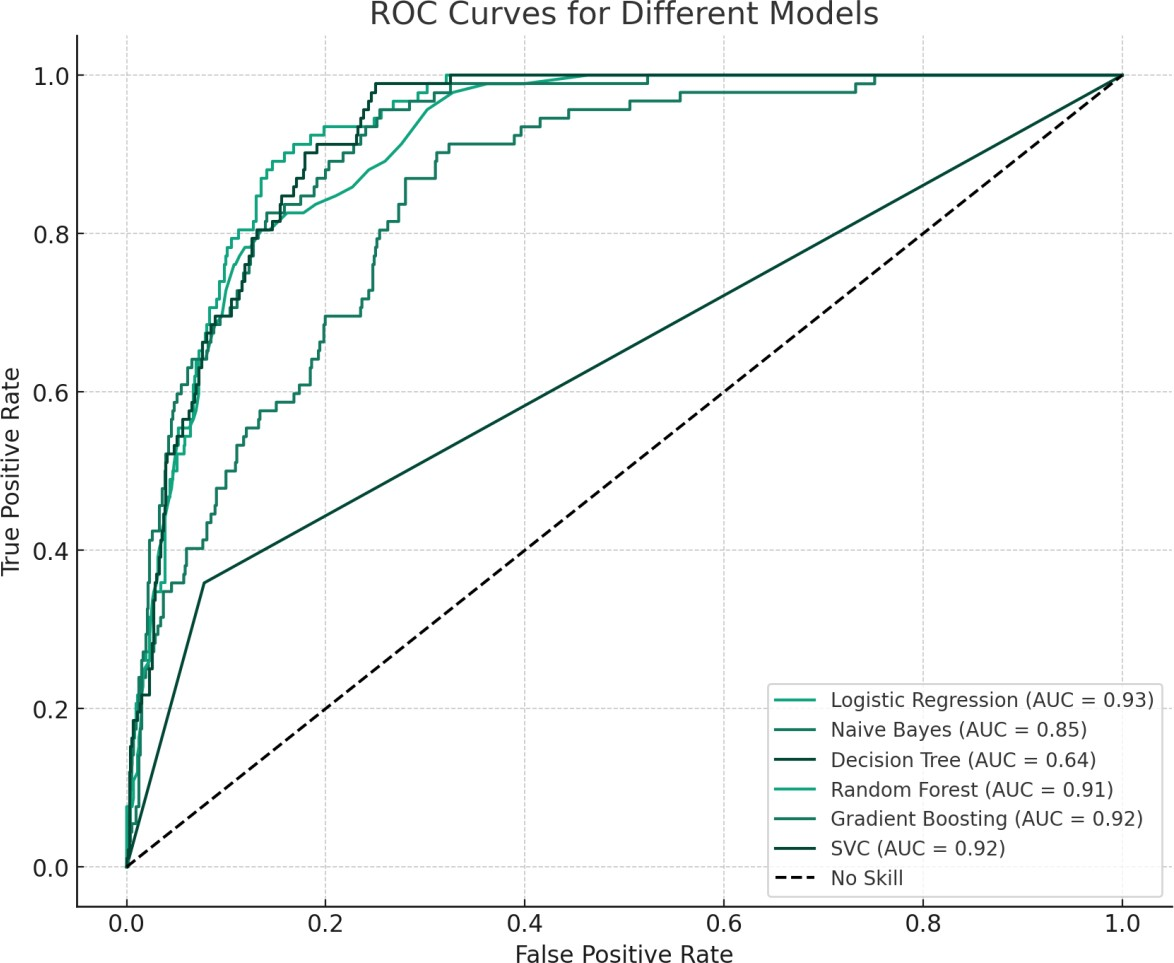 ROC Curves for Different Models
True Positive Rate
1.0
0.8
0.6
0.4
0.2
0.0
Logistic Regression (AUC = 0.93)
Naive Bayes (AUC = 0.85)
Decision Tree (AUC = 0.64)
Random Forest (AUC = 0.91)
Gradient Boosting (AUC = 0.92)
SVC (AUC = 0.92)
No Skill
0.0 0.2 0.4 0.6 0.8 1.0
False Positive Rate